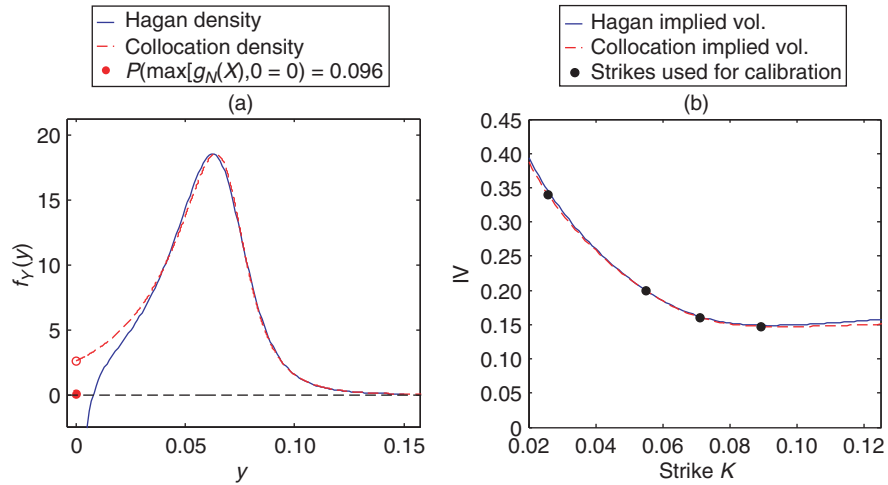 Hagan density
Collocation density
P(max[g_N(X),0 = 0) = 0.096
(a)
20
15
10
5
0
f_Y(y)
0
0.05
0.10
0.15
y
Hagan implied vol.
Collocation implied vol.
Strikes used for calibration
(b)
0.45
0.40
0.35
0.30
0.25
0.20
0.15
0.10
0.05
0
IV
0.02
0.04
0.06
0.08
0.10
0.12
Strike K